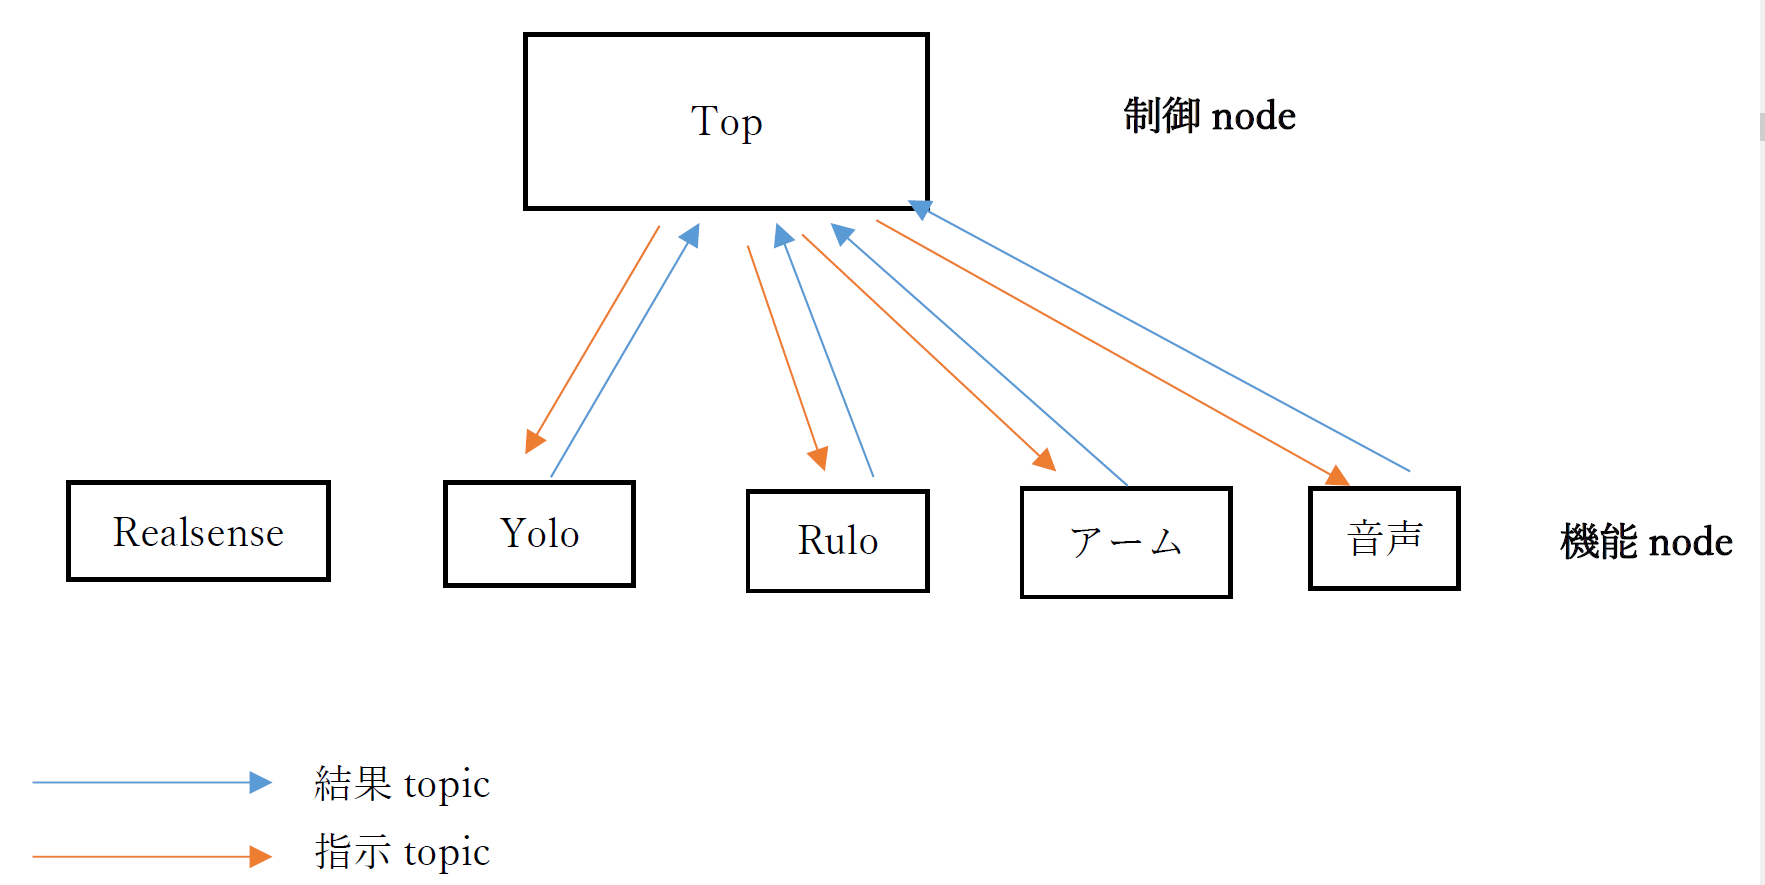 Top
制御 node
Realsense
Yolo
Rulo
アーム
音声
機能 node
結果 topic
指示 topic